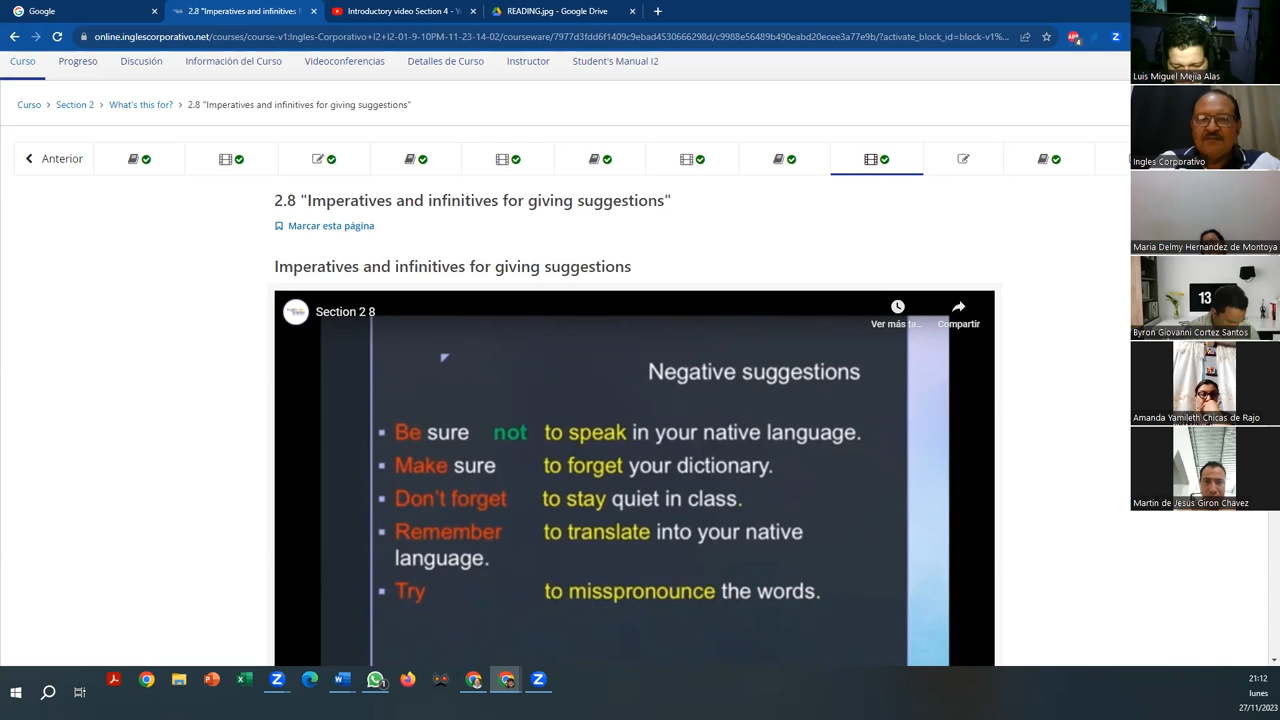 Google
2.8 "Imperatives and infinitives f
Introductory video Section 4 - Y
READING.jpg - Google Drive
online.inglescorporativo.net/courses/course-v1:Ingles-Corporativo+I2+I2-01-9-10PM-11-23-14-02/courseware/7977d3fdd6f1409c9ebad4530666298d/c9988e56489b490eabd20ecee3a77e9b/?activate_block_id=block-v1%...
Curso
Progreso
Discusión
Información del Curso
Videoconferencias
Detalles de Curso
Instructor
Student's Manual I2
Curso > Section 2 > What's this for? > 2.8 "Imperatives and infinitives for giving suggestions"
Anterior
2.8 "Imperatives and infinitives for giving suggestions"
Marcar esta página
Imperatives and infinitives for giving suggestions
Section 2 8
Ver más ta...
Compartir
Negative suggestions
Be sure not to speak in your native language.
Make sure to forget your dictionary.
Don't forget to stay quiet in class.
Remember to translate into your native
language.
Try to misspronounce the words.
Luis Miguel Mejia Alas
Ingles Corporativo
Maria Delmy Hernandez de Montoya
13
Byron Giovanni Cortez Santos
Amanda Yamileth Chicas de Rajo
Martin de Jesus Giron Chavez
21:12
lunes
27/11/2023